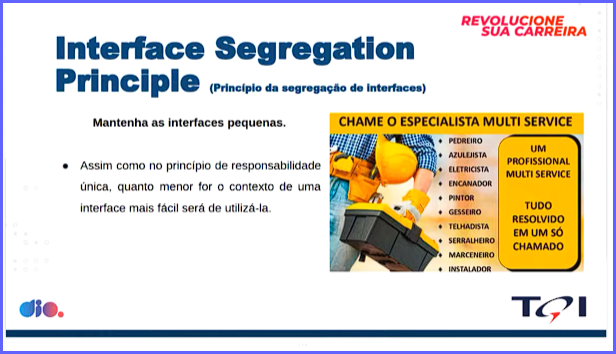 REVOLUCIONE
SUA CARREIRA
Interface Segregation
Principle (Princípio da segregação de interfaces)
Mantenha as interfaces pequenas.
● Assim como no princípio de responsabilidade
única, quanto menor for o contexto de uma
interface mais fácil será de utilizá-la.
CHAME O ESPECIALISTA MULTI SERVICE
PEDREIRO
AZULEJISTA
ELETRICISTA
ENCANADOR
PINTOR
GESSEIRO
TELHADISTA
SERRALHEIRO
MARCENEIRO
INSTALADOR
UM
PROFISSIONAL
MULTI SERVICE
TUDO
RESOLVIDO
EM UM SÓ
CHAMADO
dio.
TQI